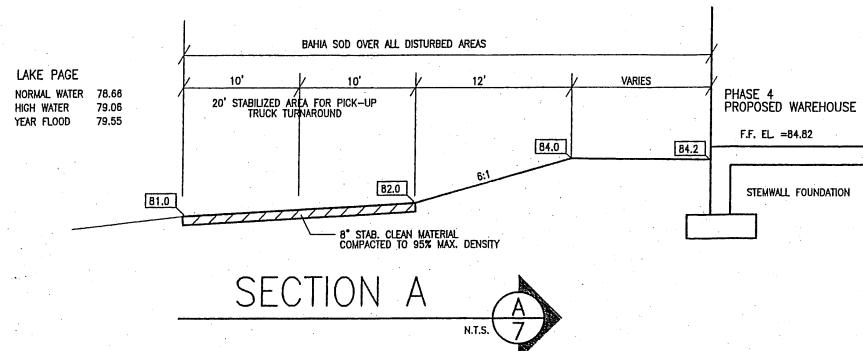 BAHIA SOD OVER ALL DISTURBED AREAS
LAKE PAGE
NORMAL WATER 78.66
HIGH WATER 79.06
YEAR FLOOD 79.55
10' 10' 12' VARIES
20' STABILIZED AREA FOR PICK-UP
TRUCK TURNAROUND
PHASE 4
PROPOSED WAREHOUSE
F.F. EL. =84.82
84.0
84.2
6:1
82.0
81.0
STEMWALL FOUNDATION
8" STAB. CLEAN MATERIAL
COMPACTED TO 95% MAX. DENSITY
SECTION A
A
7
N.T.S.